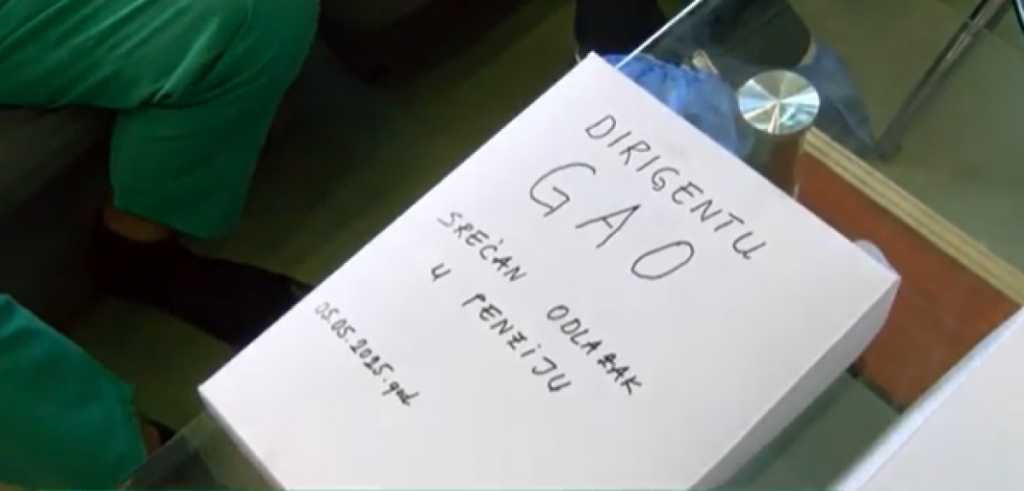 DIRIGENTU
GAO
SREĆAN ODLAZAK
U PENZIJU
05.05.2025.god